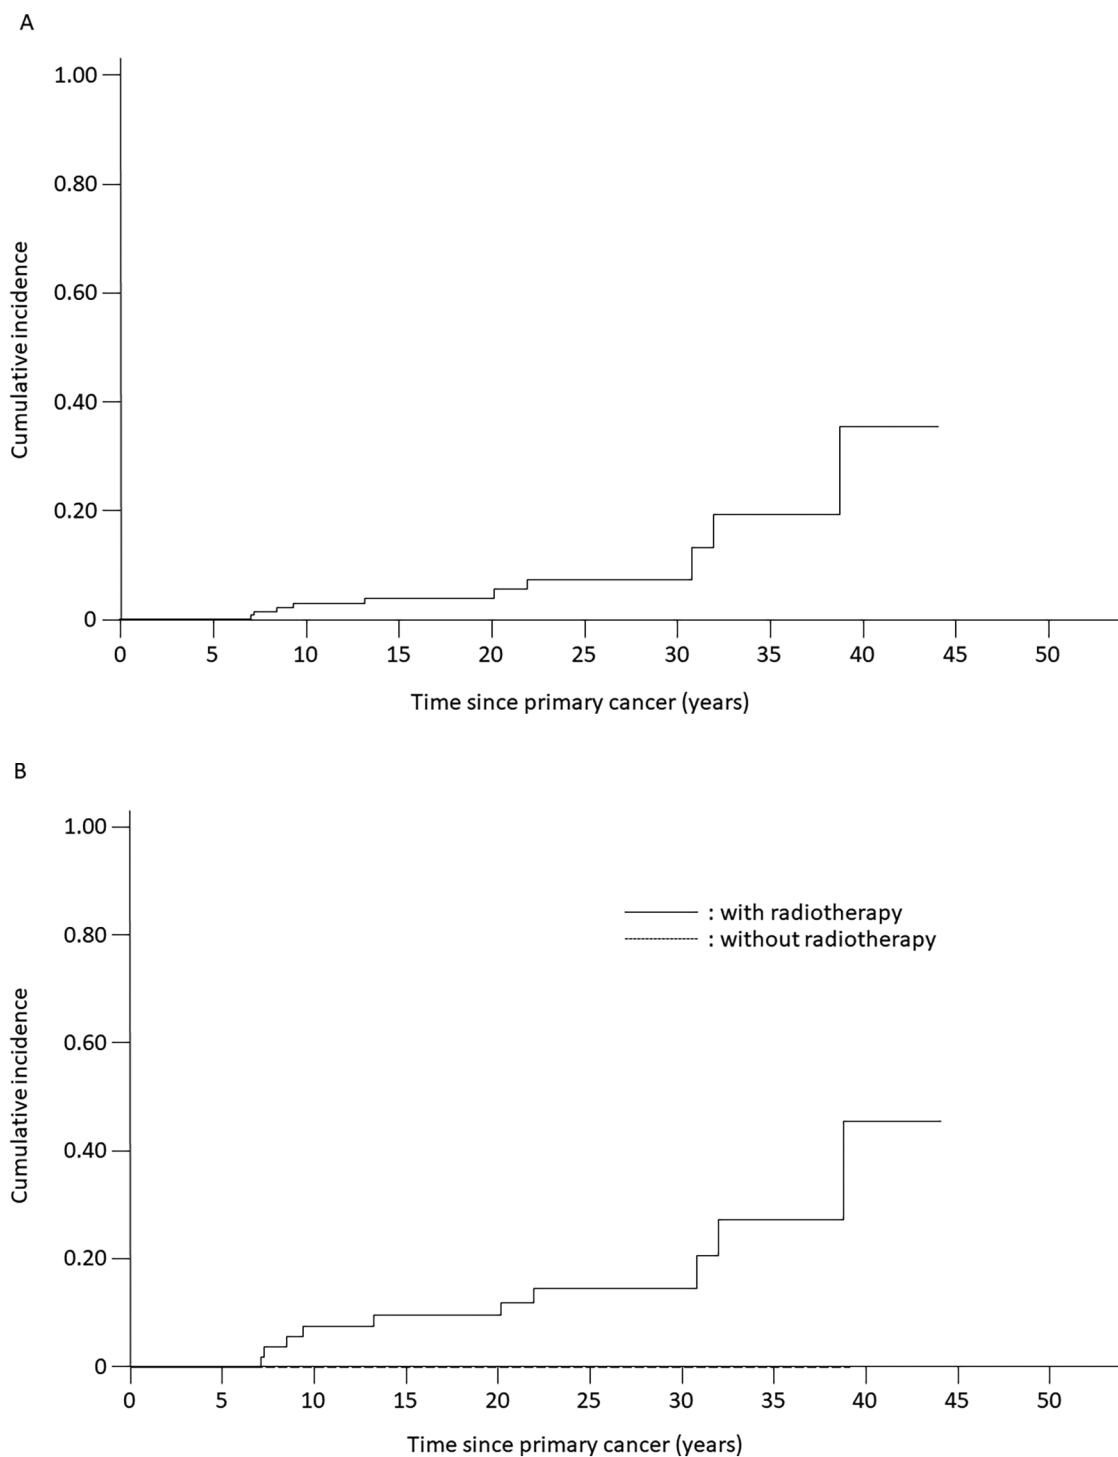 A
1.00
0.80
0.60
0.40
0.20
0
Cumulative incidence
0 5 10 15 20 25 30 35 40 45 50
Time since primary cancer (years)
B
1.00
0.80
0.60
0.40
0.20
0
Cumulative incidence
: with radiotherapy
: without radiotherapy
0 5 10 15 20 25 30 35 40 45 50
Time since primary cancer (years)